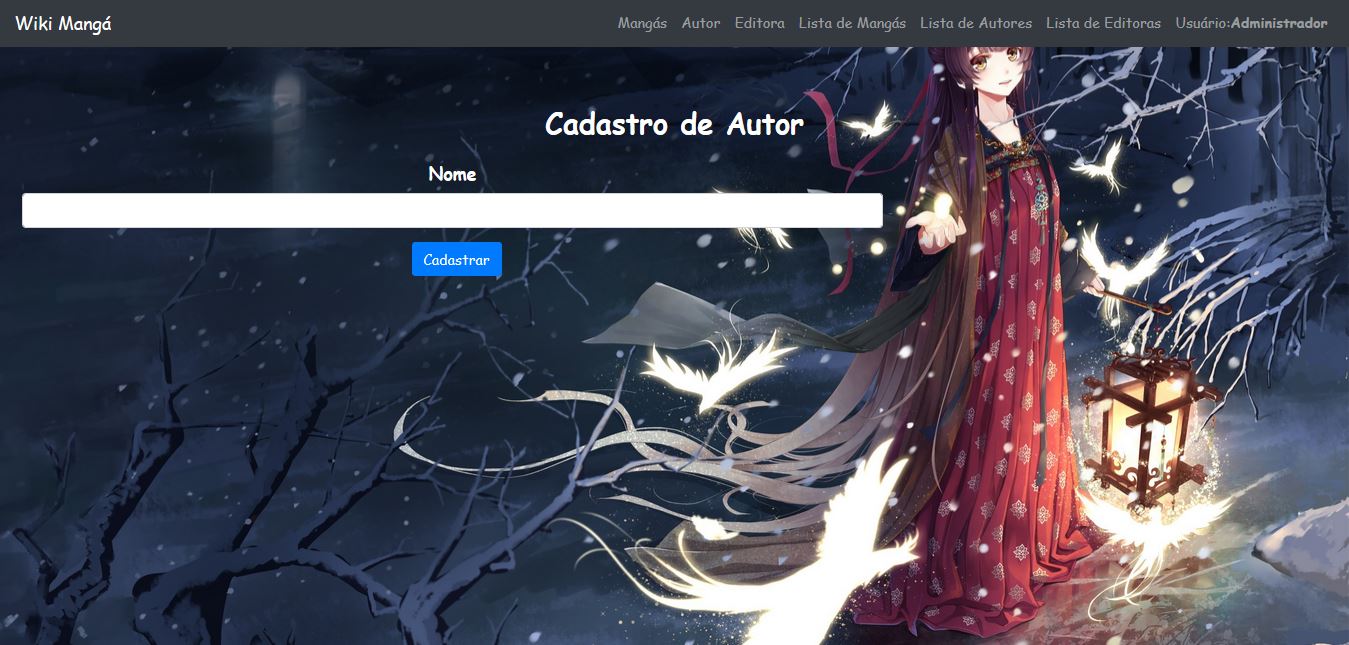 Wiki Mangá Mangás Autor Editora Lista de Mangás Lista de Autores Lista de Editoras Usuário:Administrador
Cadastro de Autor
Nome
Cadastrar